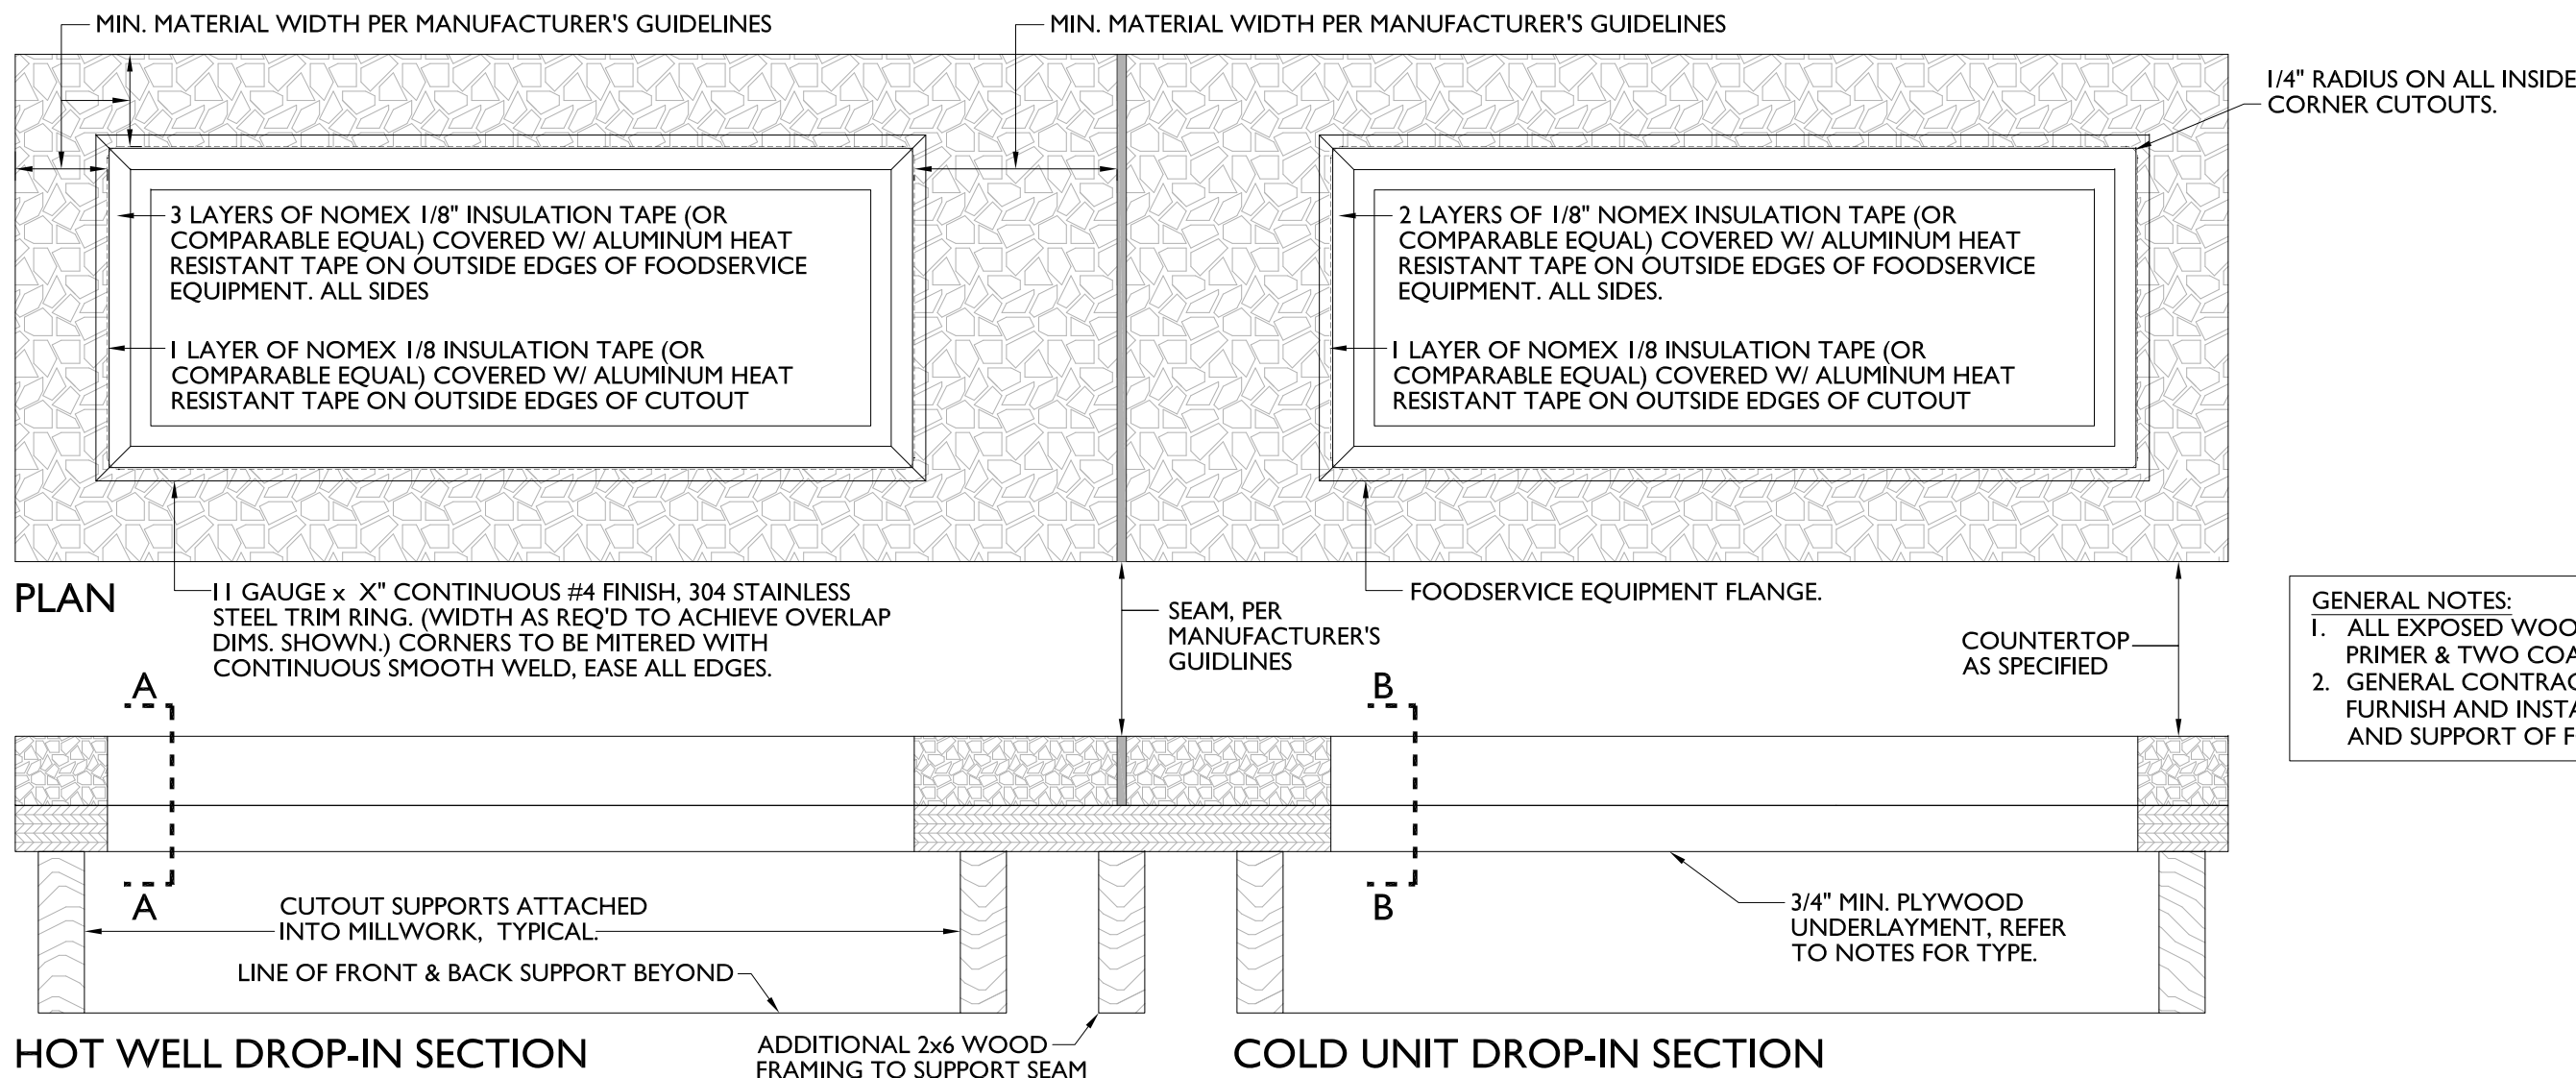 MIN. MATERIAL WIDTH PER MANUFACTURER'S GUIDELINES
MIN. MATERIAL WIDTH PER MANUFACTURER'S GUIDELINES
1/4" RADIUS ON ALL INSIDE
CORNER CUTOUTS.
3 LAYERS OF NOMEX 1/8" INSULATION TAPE (OR
COMPARABLE EQUAL) COVERED W/ ALUMINUM HEAT
RESISTANT TAPE ON OUTSIDE EDGES OF FOODSERVICE
EQUIPMENT. ALL SIDES
1 LAYER OF NOMEX 1/8 INSULATION TAPE (OR
COMPARABLE EQUAL) COVERED W/ ALUMINUM HEAT
RESISTANT TAPE ON OUTSIDE EDGES OF CUTOUT
2 LAYERS OF 1/8" NOMEX INSULATION TAPE (OR
COMPARABLE EQUAL) COVERED W/ ALUMINUM HEAT
RESISTANT TAPE ON OUTSIDE EDGES OF FOODSERVICE
EQUIPMENT. ALL SIDES.
1 LAYER OF NOMEX 1/8 INSULATION TAPE (OR
COMPARABLE EQUAL) COVERED W/ ALUMINUM HEAT
RESISTANT TAPE ON OUTSIDE EDGES OF CUTOUT
PLAN
11 GAUGE x X" CONTINUOUS #4 FINISH, 304 STAINLESS
STEEL TRIM RING. (WIDTH AS REQ'D TO ACHIEVE OVERLAP
DIMS. SHOWN.) CORNERS TO BE MITERED WITH
CONTINUOUS SMOOTH WELD, EASE ALL EDGES.
SEAM, PER
MANUFACTURER'S
GUIDLINES
FOODSERVICE EQUIPMENT FLANGE.
COUNTERTOP
AS SPECIFIED
GENERAL NOTES:
1. ALL EXPOSED WOO
PRIMER & TWO COA
2. GENERAL CONTRAC
FURNISH AND INSTA
AND SUPPORT OF F
A
A
B
B
CUTOUT SUPPORTS ATTACHED
INTO MILLWORK, TYPICAL.
LINE OF FRONT & BACK SUPPORT BEYOND
3/4" MIN. PLYWOOD
UNDERLAYMENT, REFER
TO NOTES FOR TYPE.
HOT WELL DROP-IN SECTION
ADDITIONAL 2x6 WOOD
FRAMING TO SUPPORT SEAM
COLD UNIT DROP-IN SECTION